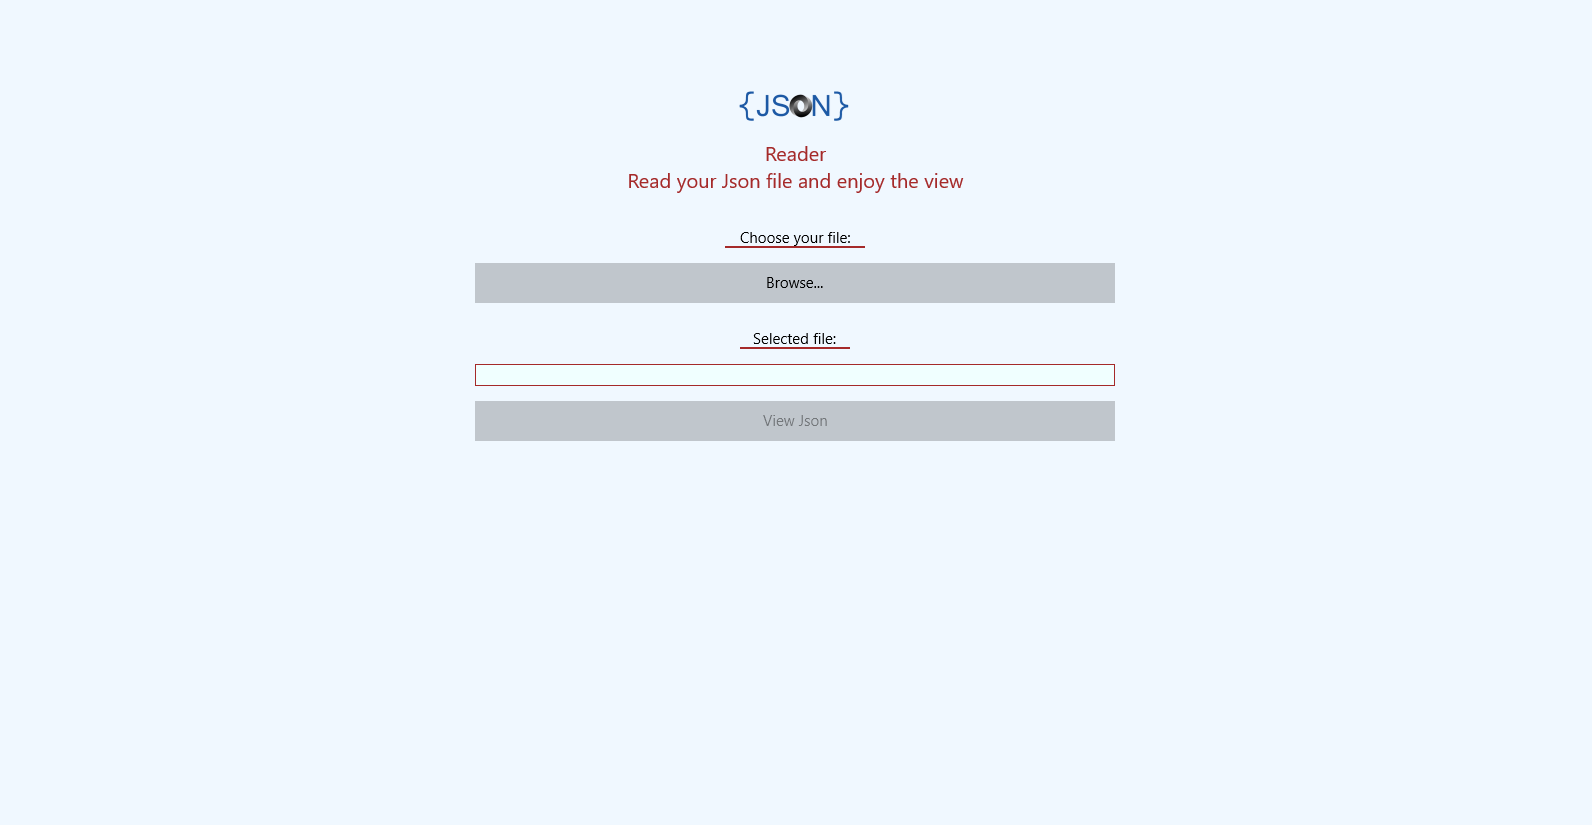 {JSON}
Reader
Read your Json file and enjoy the view
Choose your file:
Browse...
Selected file:
View Json